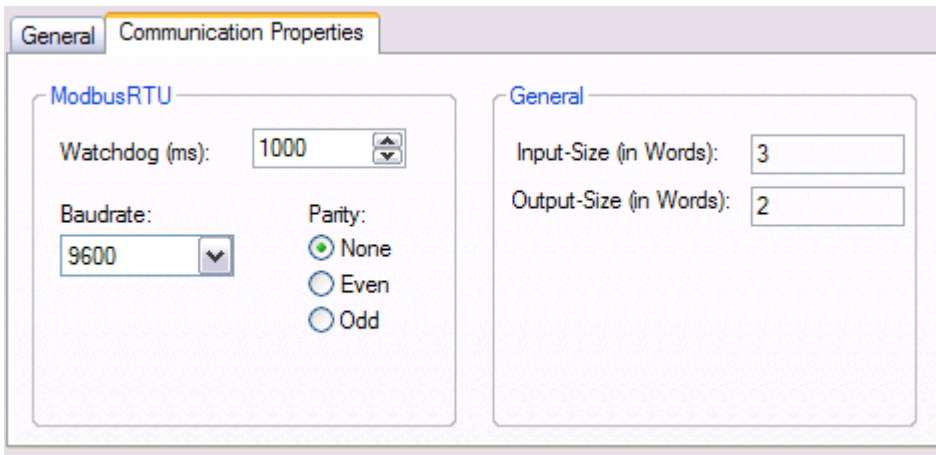 General
Communication Properties
ModbusRTU
Watchdog (ms): 1000
Baudrate:
9600
Parity:
None
Even
Odd
General
Input-Size (in Words): 3
Output-Size (in Words): 2